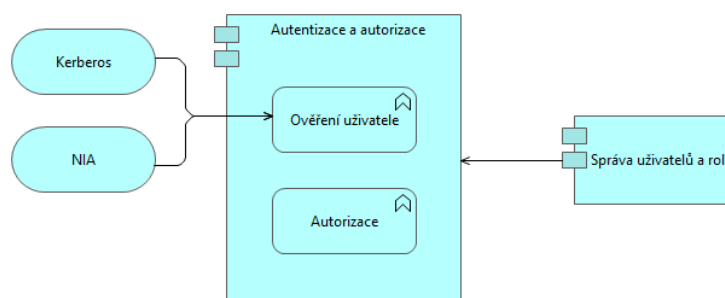 Autentizace a autorizace
Kerberos
Ověření uživatele
NIA
Správa uživatelů a rol
Autorizace